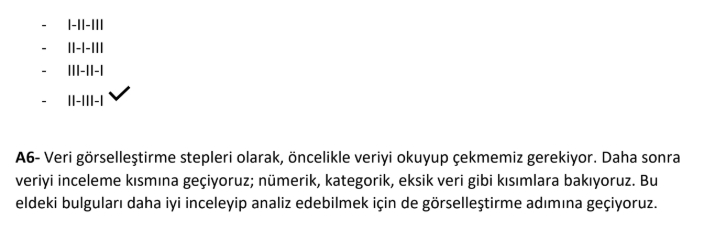 - I-II-III
- II-I-III
- III-II-I
- II-III-I ✓
A6- Veri görselleştirme stepleri olarak, öncelikle veriyi okuyup çekmemiz gerekiyor. Daha sonra
veriyi inceleme kısmına geçiyoruz; nümerik, kategorik, eksik veri gibi kısımlara bakıyoruz. Bu
eldeki bulguları daha iyi inceleyip analiz edebilmek için de görselleştirme adımına geçiyoruz.